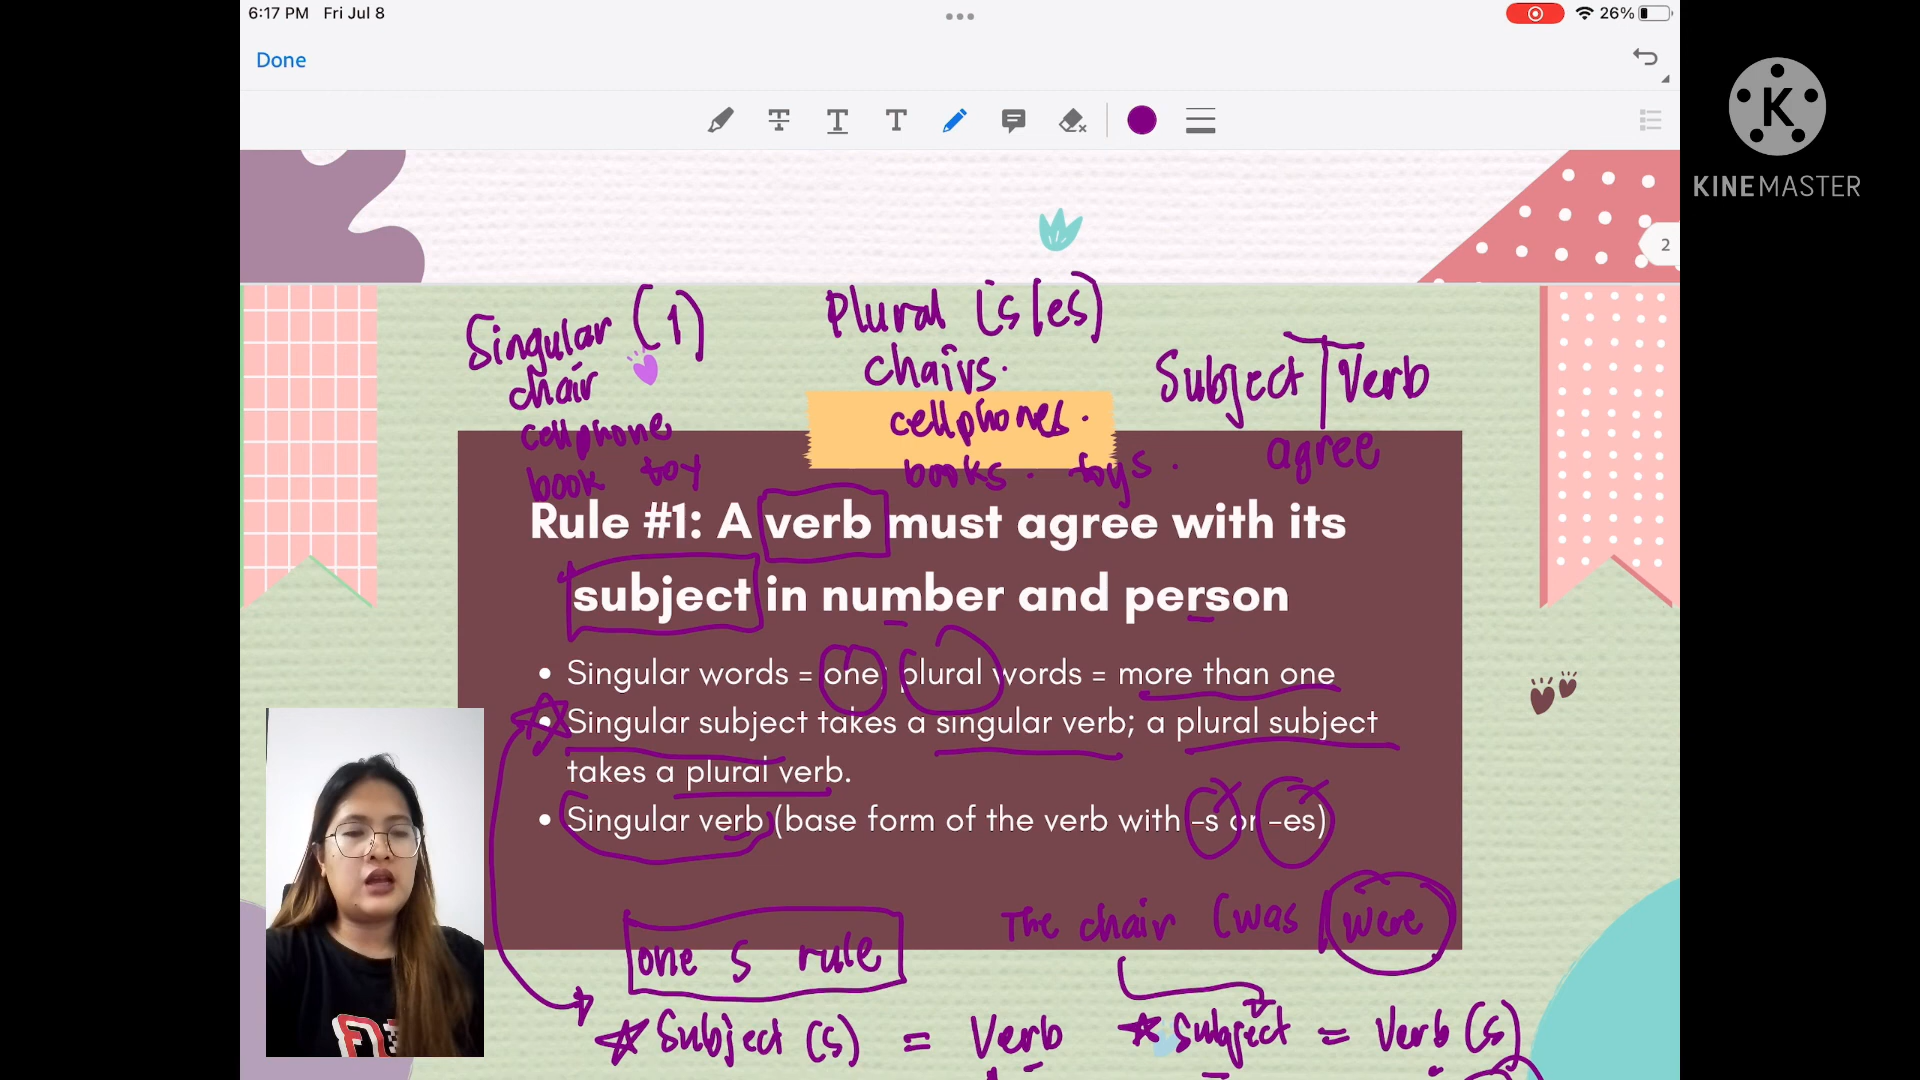 6:17 PM Fri Jul 8
26%
Done
KINEMASTER
2
Singular (1)
chair
cellphone
book toy
Plural (s/es)
chairs.
cellphones.
books. toys.
Subject | Verb
agree
Rule #1: A verb must agree with its
subject in number and person
• Singular words = one; plural words = more than one
• Singular subject takes a singular verb; a plural subject
takes a plural verb.
• Singular verb (base form of the verb with -s or -es)
The chair (was | were
one s rule
Subject (s) = Verb
Subject = Verb (s)